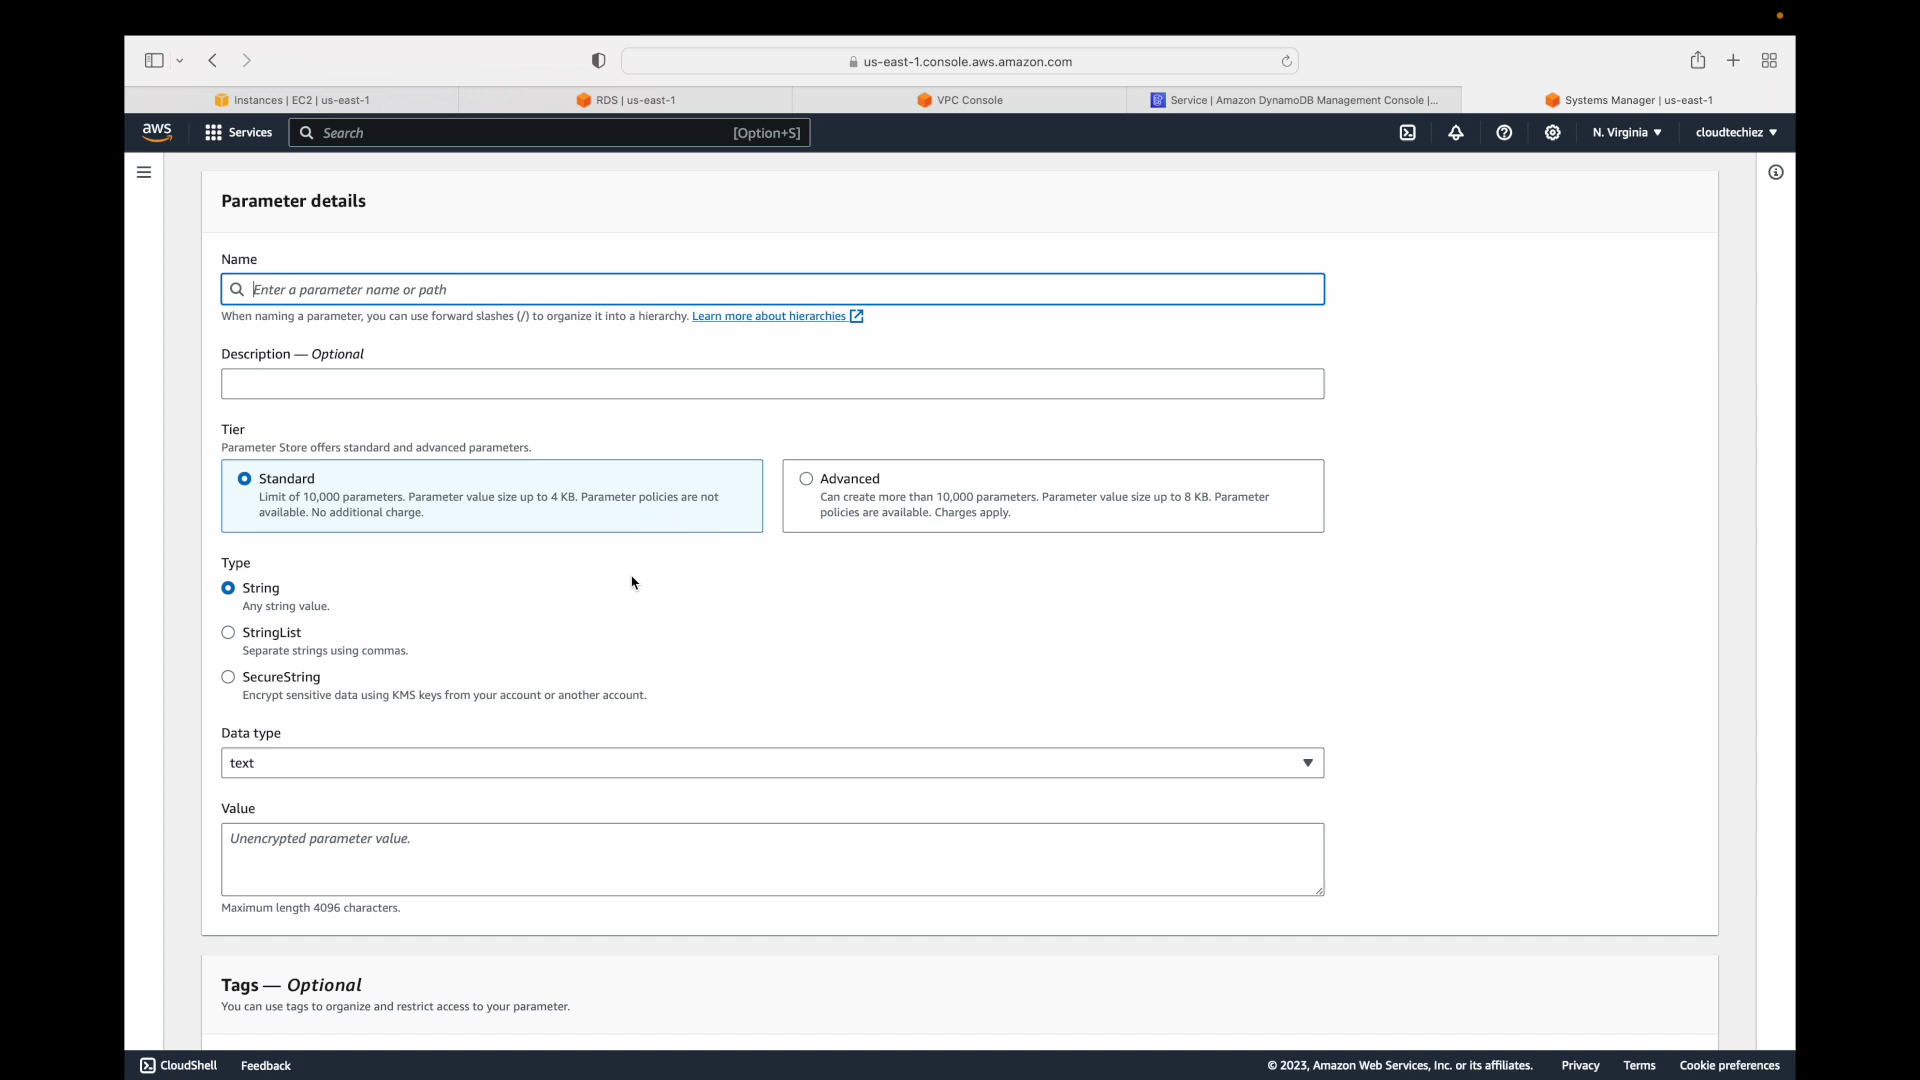 us-east-1.console.aws.amazon.com
Instances | EC2 | us-east-1
RDS | us-east-1
VPC Console
Service | Amazon DynamoDB Management Console |...
Systems Manager | us-east-1
aws
Services
Search
[Option+S]
N. Virginia
cloudtechiez
Parameter details
Name
Enter a parameter name or path
When naming a parameter, you can use forward slashes (/) to organize it into a hierarchy. Learn more about hierarchies
Description — Optional
Tier
Parameter Store offers standard and advanced parameters.
Standard
Limit of 10,000 parameters. Parameter value size up to 4 KB. Parameter policies are not
available. No additional charge.
Advanced
Can create more than 10,000 parameters. Parameter value size up to 8 KB. Parameter
policies are available. Charges apply.
Type
String
Any string value.
StringList
Separate strings using commas.
SecureString
Encrypt sensitive data using KMS keys from your account or another account.
Data type
text
Value
Unencrypted parameter value.
Maximum length 4096 characters.
Tags — Optional
You can use tags to organize and restrict access to your parameter.
CloudShell
Feedback
© 2023, Amazon Web Services, Inc. or its affiliates.
Privacy
Terms
Cookie preferences